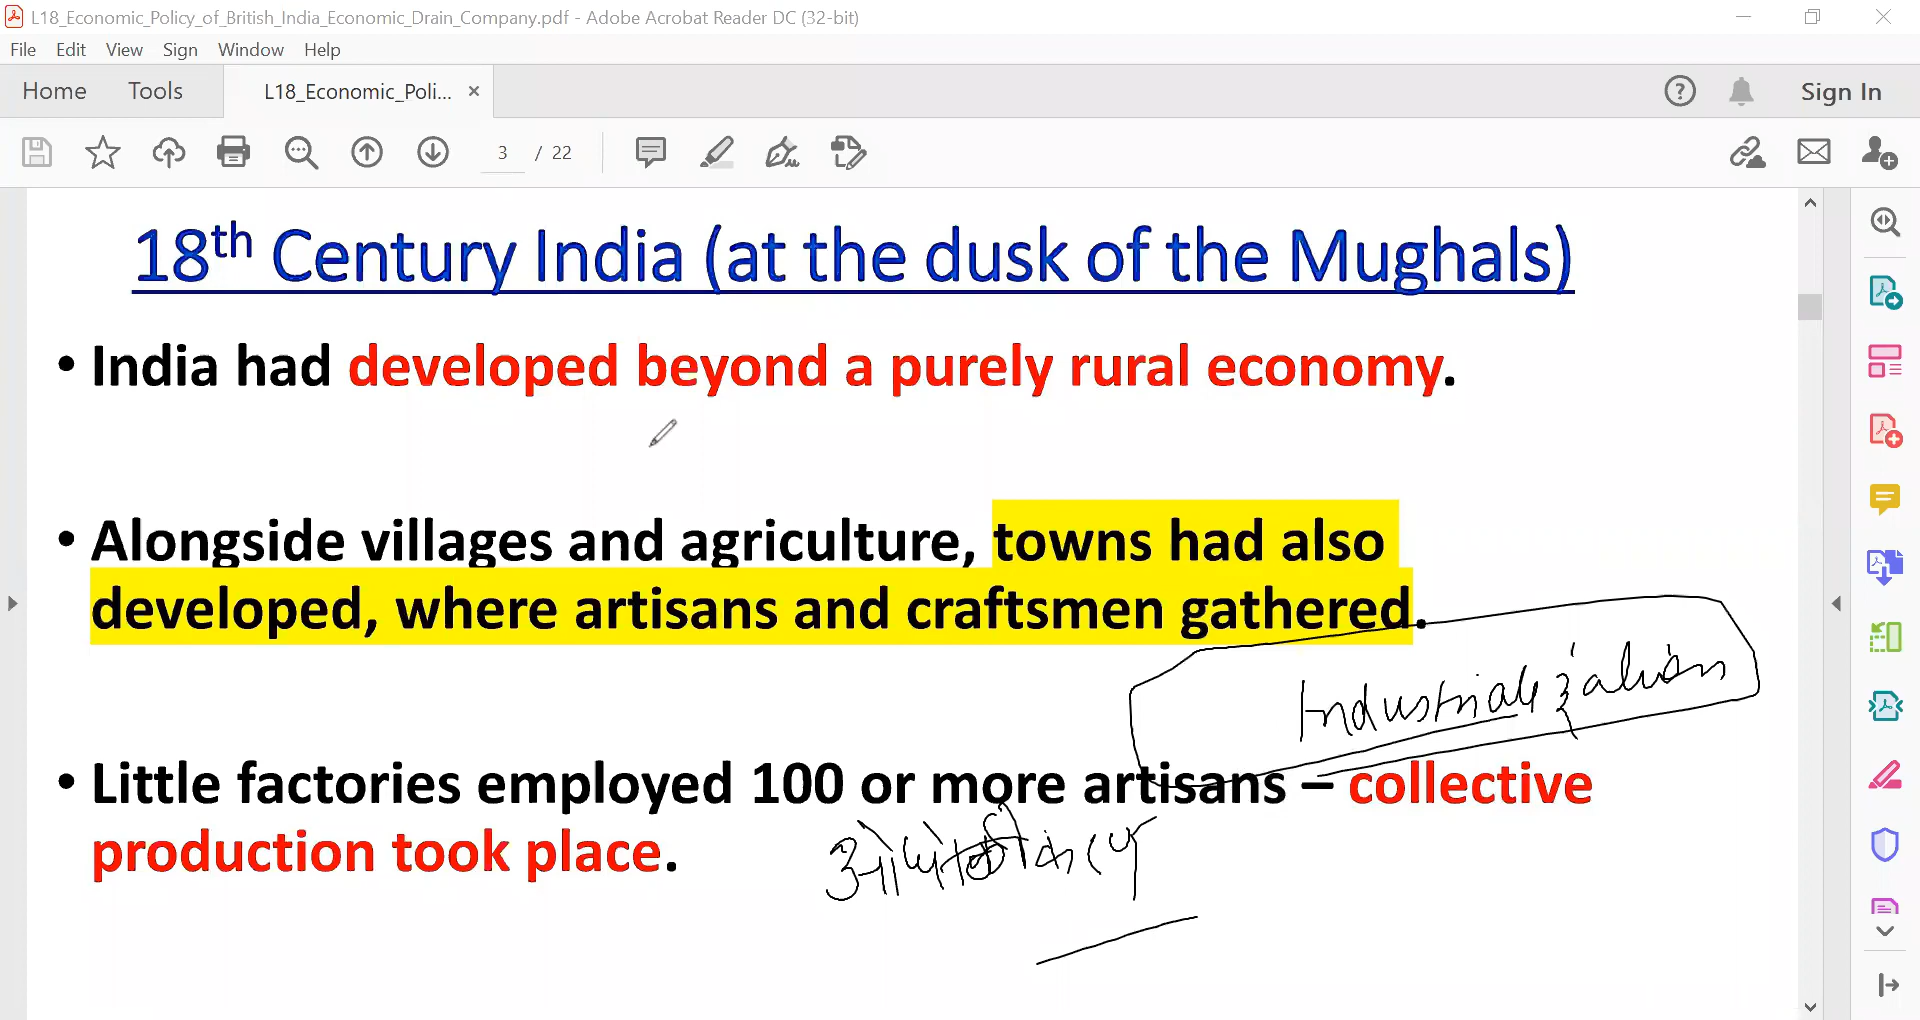 L18_Economic_Policy_of_British_India_Economic_Drain_Company.pdf - Adobe Acrobat Reader DC (32-bit)
File Edit View Sign Window Help
Home Tools L18_Economic_Poli... × ? Sign In
3 / 22
18th Century India (at the dusk of the Mughals)
• India had developed beyond a purely rural economy.
• Alongside villages and agriculture, towns had also
developed, where artisans and craftsmen gathered.
Industrialization
• Little factories employed 100 or more artisans – collective
production took place.